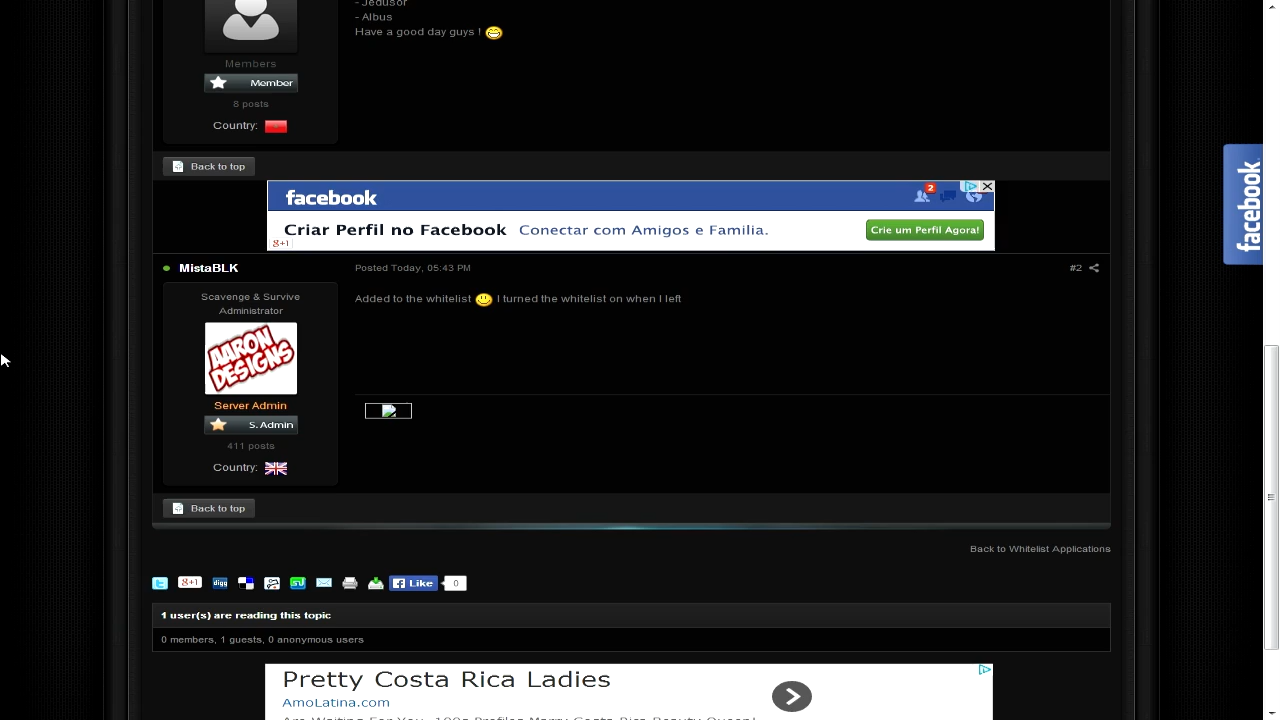 - Jedusor
- Albus
Have a good day guys !
Members
Member
8 posts
Country:
Back to top
facebook
2
Criar Perfil no Facebook Conectar com Amigos e Familia.
Crie um Perfil Agora!
g+1
facebook
MistaBLK
Posted Today, 05:43 PM
#2
Scavenge & Survive
Administrator
Added to the whitelist I turned the whitelist on when I left
AARON
DESIGNS
Server Admin
S. Admin
411 posts
Country:
Back to top
Back to Whitelist Applications
g+1
digg
Like
0
1 user(s) are reading this topic
0 members, 1 guests, 0 anonymous users
Pretty Costa Rica Ladies
AmoLatina.com